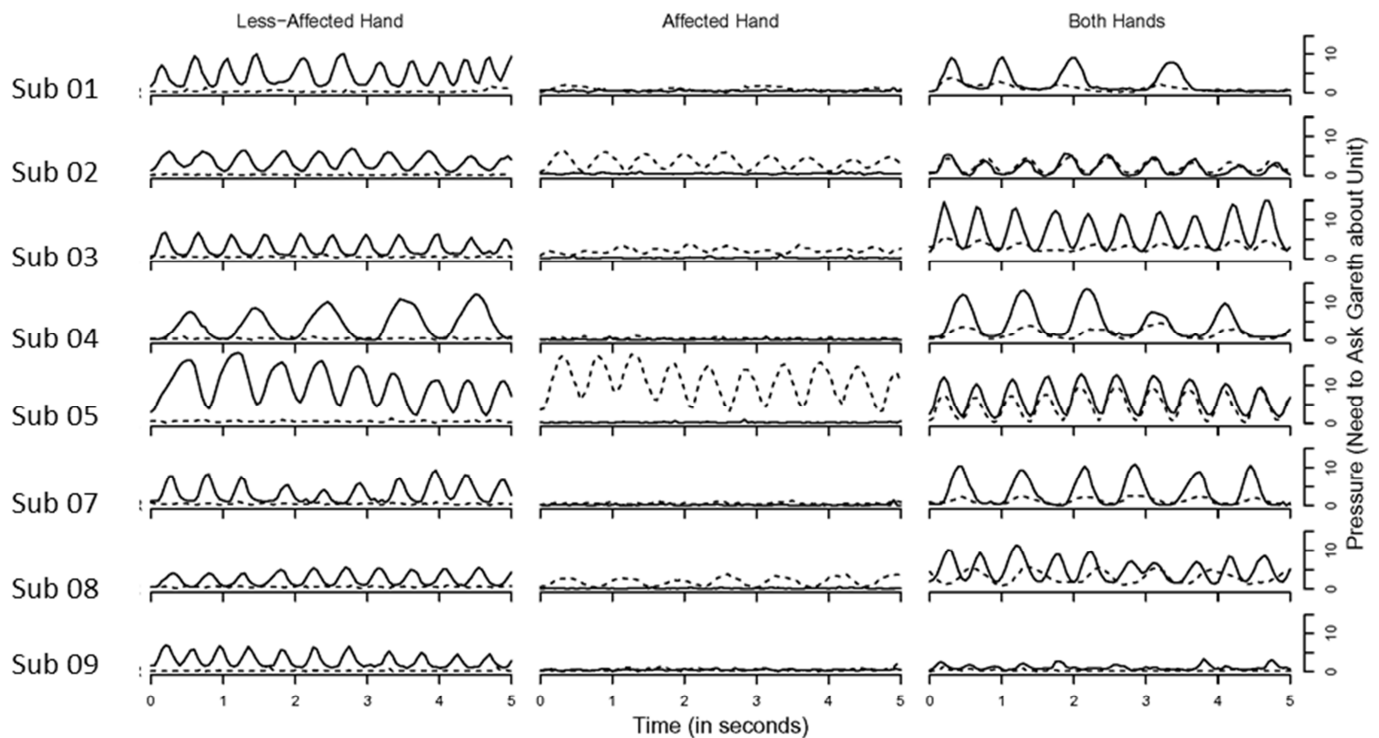 Less-Affected Hand
Affected Hand
Both Hands
Sub 01
0 10
Sub 02
0 10
Sub 03
0 10
Sub 04
0 10
Sub 05
0 10
Sub 07
0 10
Sub 08
0 10
Sub 09
0 10
0 1 2 3 4 5
0 1 2 3 4 5
0 1 2 3 4 5
Time (in seconds)
Pressure (Need to Ask Gareth about Unit)